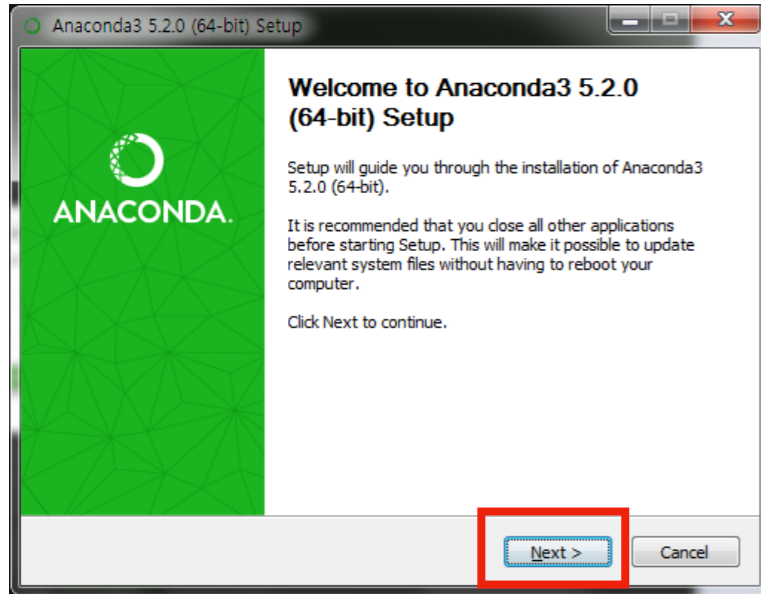 Anaconda3 5.2.0 (64-bit) Setup
Welcome to Anaconda3 5.2.0
(64-bit) Setup
Setup will guide you through the installation of Anaconda3
5.2.0 (64-bit).
It is recommended that you close all other applications
before starting Setup. This will make it possible to update
relevant system files without having to reboot your
computer.
Click Next to continue.
ANACONDA.
Next >
Cancel